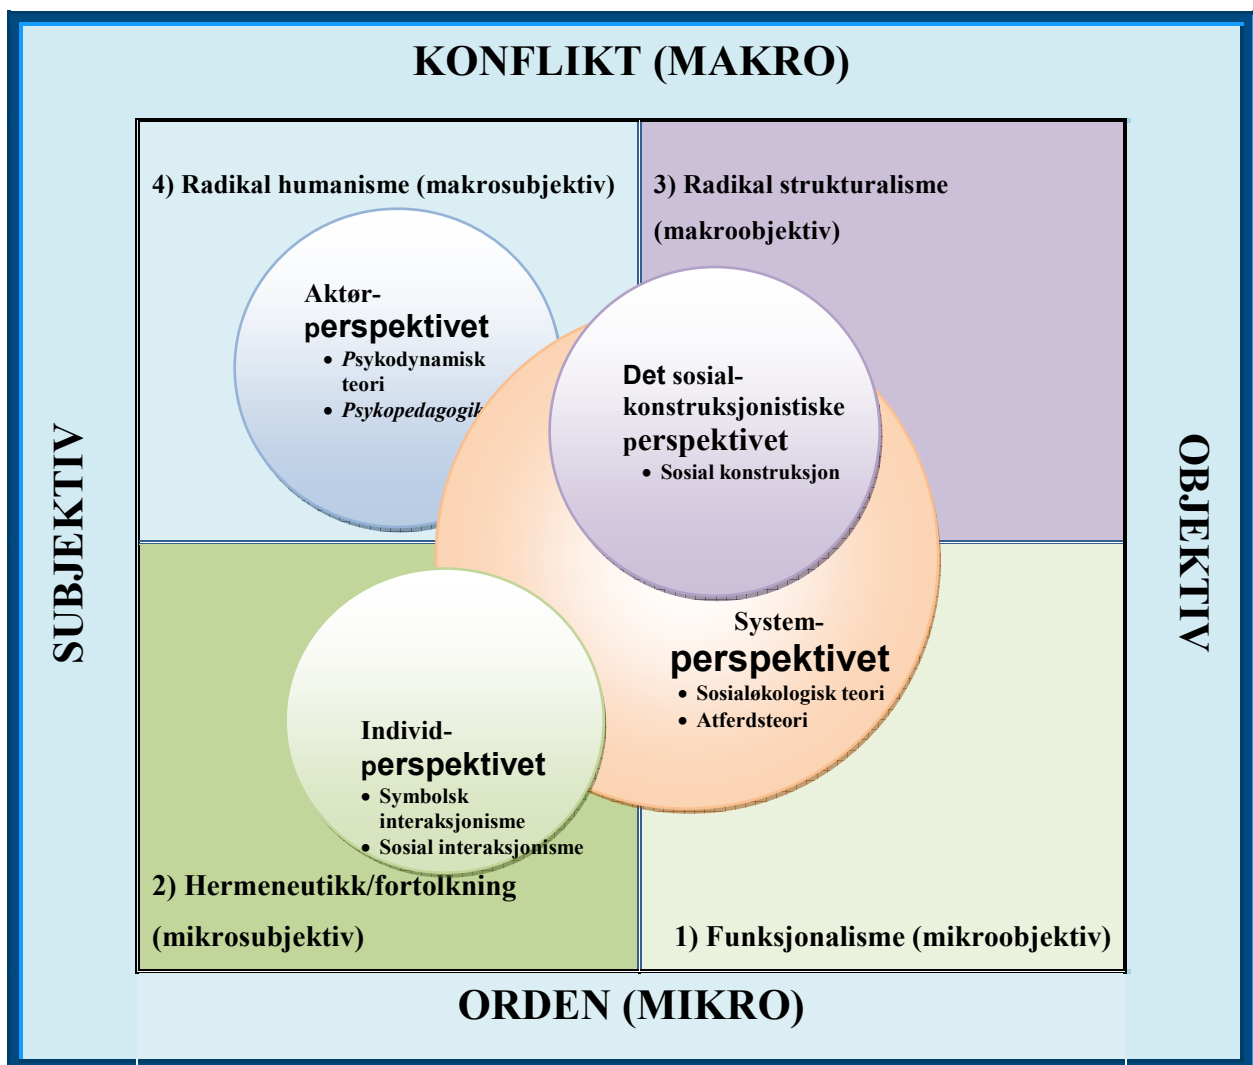 KONFLIKT (MAKRO)
4) Radikal humanisme (makrosubjektiv)
3) Radikal strukturalisme
(makroobjektiv)
Aktør-
perspektivet
• Psykodynamisk
teori
• Psykopedagogik
Det sosial-
konstruksjonistiske
perspektivet
• Sosial konstruksjon
SUBJEKTIV
OBJEKTIV
System-
perspektivet
• Sosialøkologisk teori
• Atferdsteori
Individ-
perspektivet
• Symbolsk
interaksjonisme
• Sosial interaksjonisme
2) Hermeneutikk/fortolkning
(mikrosubjektiv)
1) Funksjonalisme (mikroobjektiv)
ORDEN (MIKRO)